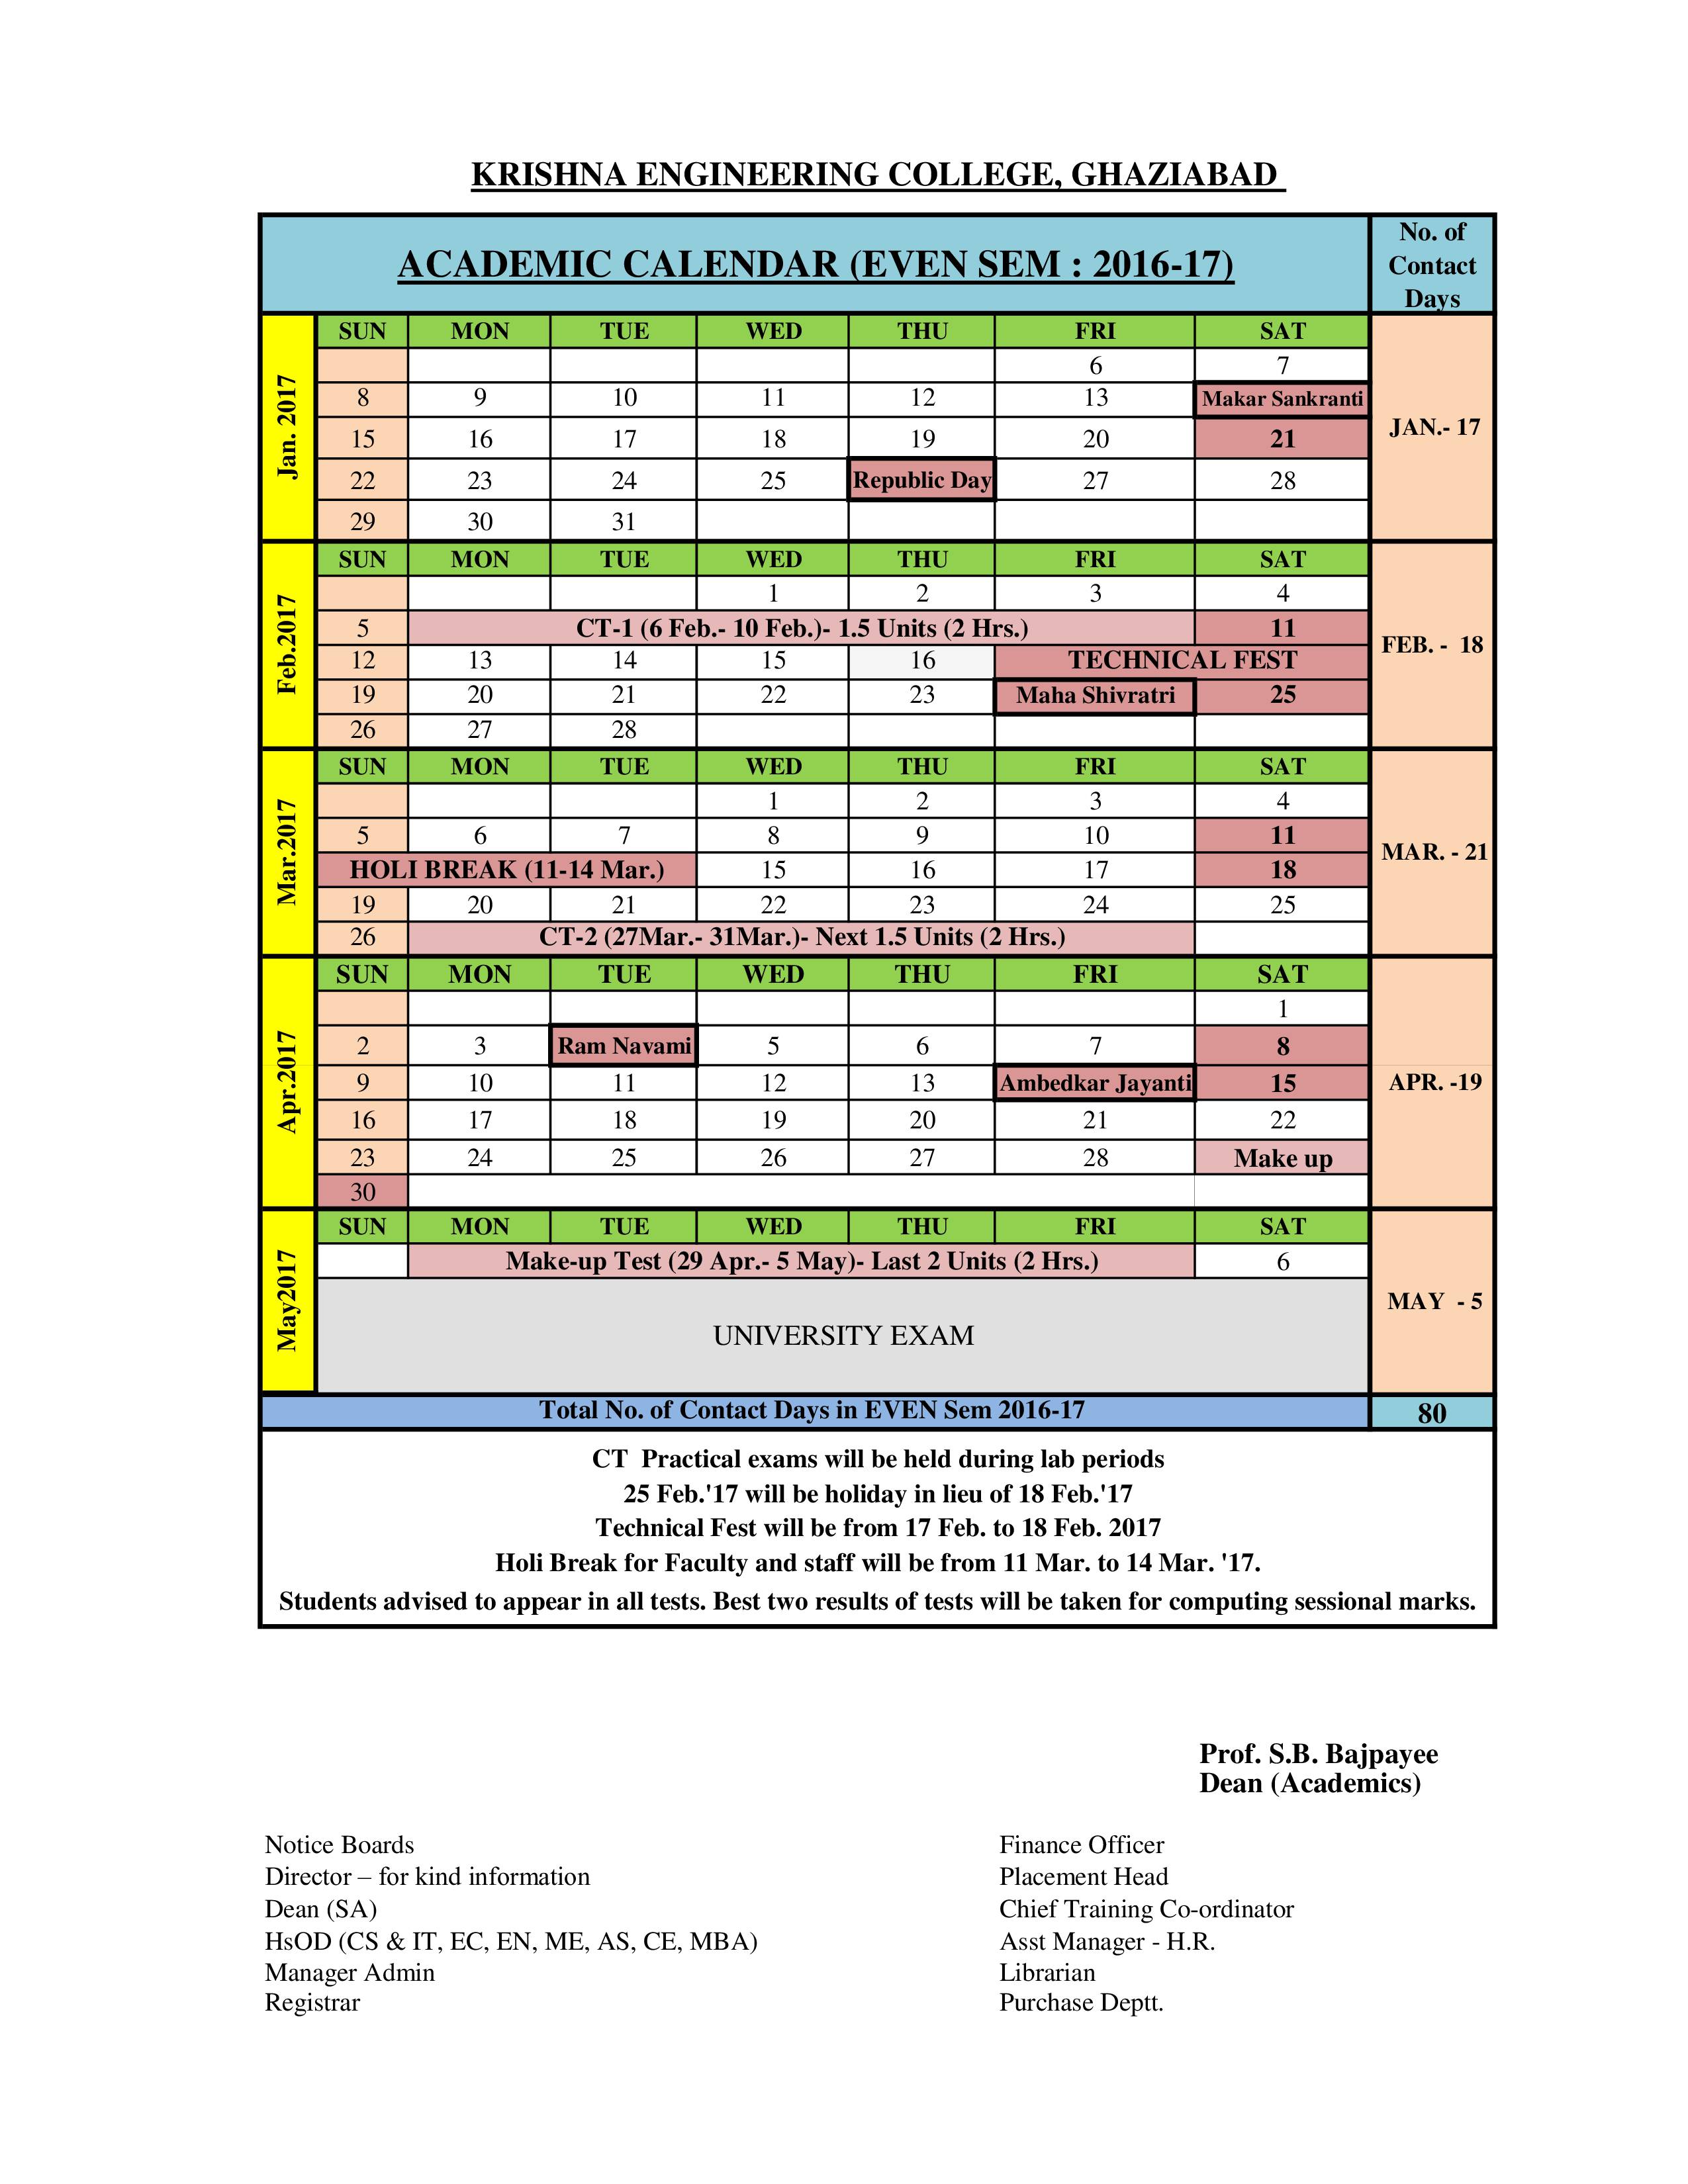 KRISHNA ENGINEERING COLLEGE, GHAZIABAD
ACADEMIC CALENDAR (EVEN SEM : 2016-17)
No. of
Contact
Days
Jan. 2017
SUN MON TUE WED THU FRI SAT
6 7
8 9 10 11 12 13 Makar Sankranti
15 16 17 18 19 20 21
22 23 24 25 Republic Day 27 28
29 30 31
JAN.- 17
Feb.2017
SUN MON TUE WED THU FRI SAT
1 2 3 4
5 CT-1 (6 Feb.- 10 Feb.)- 1.5 Units (2 Hrs.) 11
12 13 14 15 16 TECHNICAL FEST
19 20 21 22 23 Maha Shivratri 25
26 27 28
FEB. - 18
Mar.2017
SUN MON TUE WED THU FRI SAT
1 2 3 4
5 6 7 8 9 10 11
HOLI BREAK (11-14 Mar.) 15 16 17 18
19 20 21 22 23 24 25
26 CT-2 (27Mar.- 31Mar.)- Next 1.5 Units (2 Hrs.)
MAR. - 21
Apr.2017
SUN MON TUE WED THU FRI SAT
1
2 3 Ram Navami 5 6 7 8
9 10 11 12 13 Ambedkar Jayanti 15
16 17 18 19 20 21 22
23 24 25 26 27 28 Make up
30
APR. -19
May2017
SUN MON TUE WED THU FRI SAT
Make-up Test (29 Apr.- 5 May)- Last 2 Units (2 Hrs.) 6
UNIVERSITY EXAM
MAY - 5
Total No. of Contact Days in EVEN Sem 2016-17 80
CT Practical exams will be held during lab periods
25 Feb.'17 will be holiday in lieu of 18 Feb.'17
Technical Fest will be from 17 Feb. to 18 Feb. 2017
Holi Break for Faculty and staff will be from 11 Mar. to 14 Mar. '17.
Students advised to appear in all tests. Best two results of tests will be taken for computing sessional marks.
Prof. S.B. Bajpayee
Dean (Academics)
Notice Boards
Director – for kind information
Dean (SA)
HsOD (CS & IT, EC, EN, ME, AS, CE, MBA)
Manager Admin
Registrar
Finance Officer
Placement Head
Chief Training Co-ordinator
Asst Manager - H.R.
Librarian
Purchase Deptt.